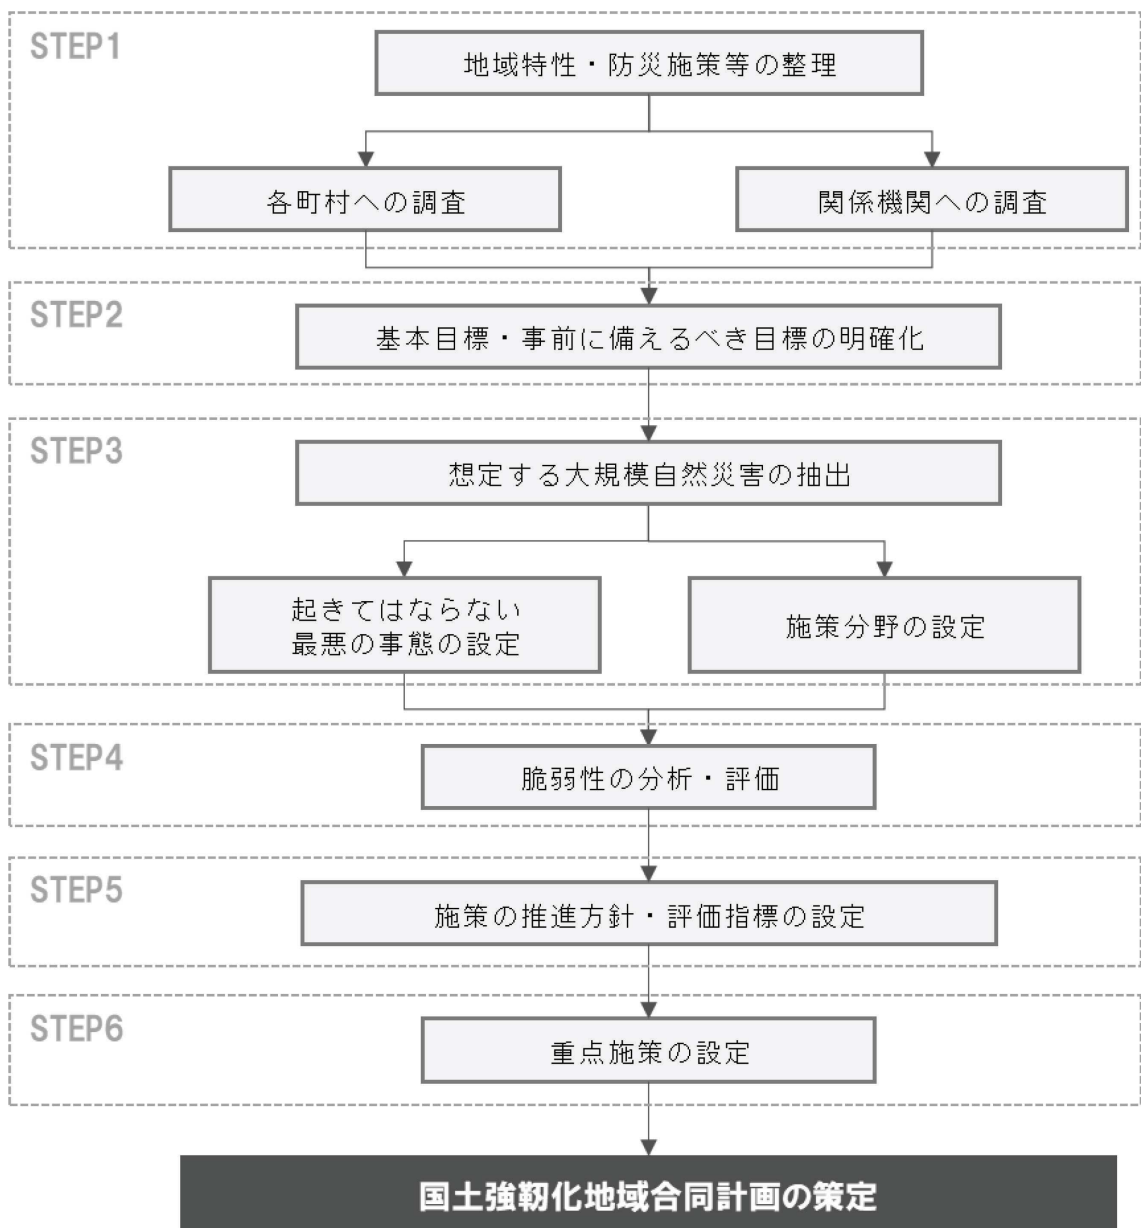 STEP1
地域特性・防災施策等の整理
各町村への調査
関係機関への調査
STEP2
基本目標・事前に備えるべき目標の明確化
STEP3
想定する大規模自然災害の抽出
起きてはならない
最悪の事態の設定
施策分野の設定
STEP4
脆弱性の分析・評価
STEP5
施策の推進方針・評価指標の設定
STEP6
重点施策の設定
国土強靭化地域合同計画の策定